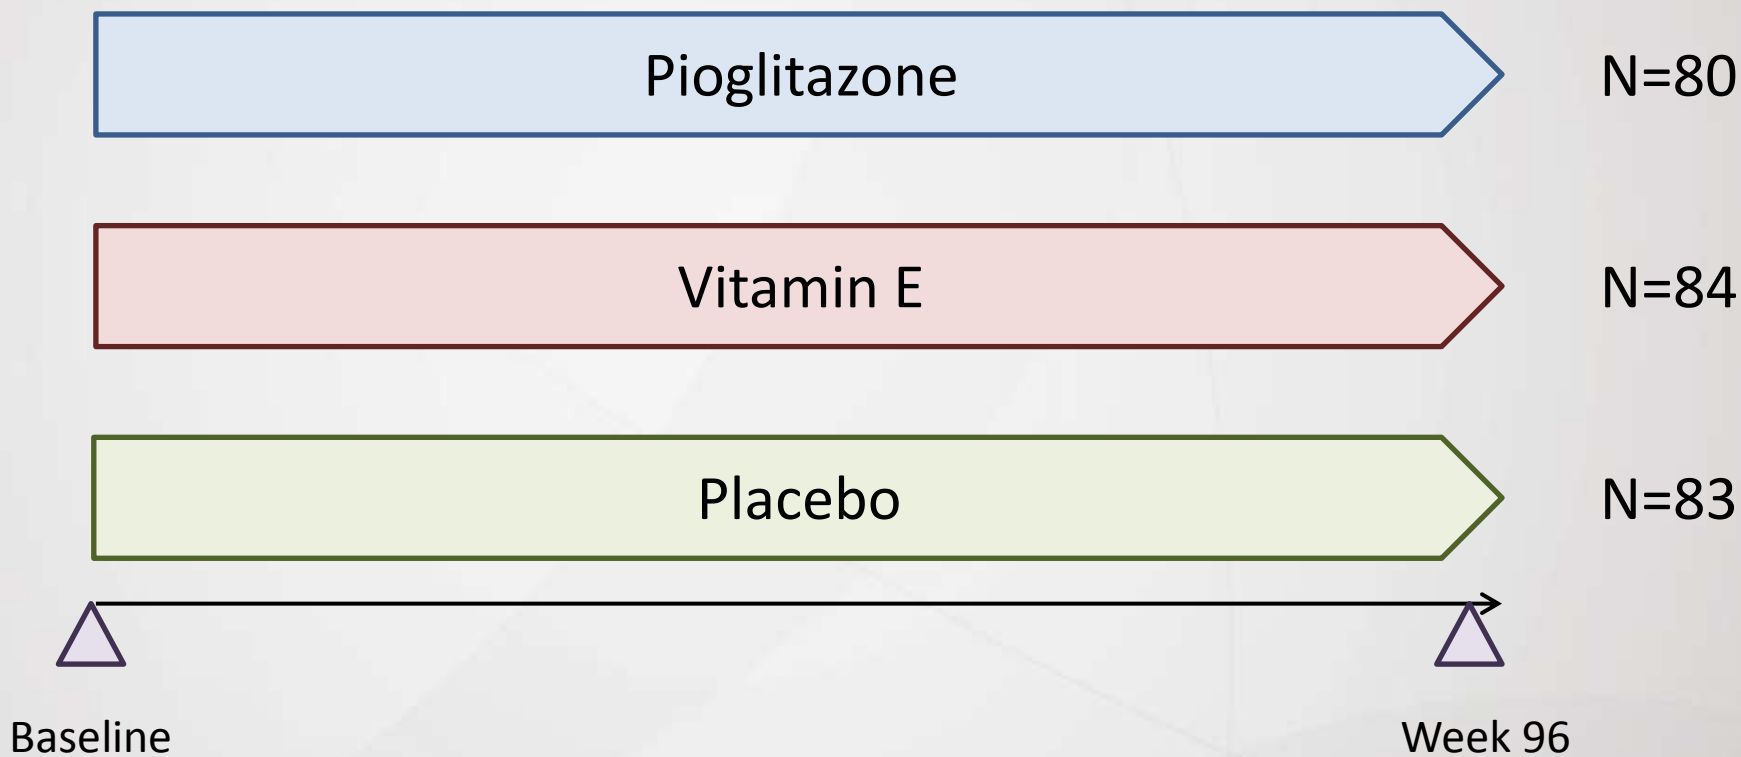 Pioglitazone N=80
Vitamin E N=84
Placebo N=83
Baseline Week 96